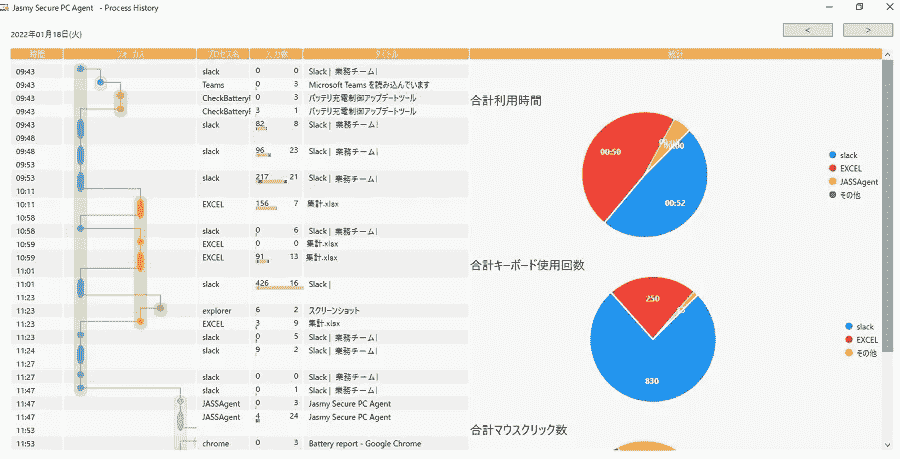 Jasmy Secure PC Agent - Process History
2022年01月18日(火)
< >
時間 フォーカス プロセス名 入力数 タイトル 統計
09:43 slack 0 0 Slack | 業務チーム|
09:43 Teams 0 3 Microsoft Teams を読み込んでいます
09:43 CheckBatteryl 0 3 バッテリ充電制御アップデートツール
09:43 CheckBatteryl 3 1 バッテリ充電制御アップデートツール
09:43 slack 82 8 Slack | 業務チーム|
09:48
09:48 slack 96 23 Slack | 業務チーム|
09:53
09:53 slack 217 21 Slack | 業務チーム|
10:11
10:11 EXCEL 156 7 集計.xlsx
10:58
10:58 slack 0 6 Slack | 業務チーム|
10:59 EXCEL 0 0 集計.xlsx
10:59 EXCEL 91 13 集計.xlsx
11:01
11:01 slack 426 16 Slack |
11:23
11:23 explorer 6 2 スクリーンショット
11:23 EXCEL 3 9 集計.xlsx
11:23 slack 0 5 Slack | 業務チーム|
11:24 slack 9 2 Slack | 業務チーム|
11:27
11:27 slack 0 0 Slack | 業務チーム|
11:47 slack 0 1 Slack | 業務チーム|
11:47 JASSAgent 0 3 Jasmy Secure PC Agent
11:47 JASSAgent 4 24 Jasmy Secure PC Agent
11:53
11:53 chrome 0 3 Battery report - Google Chrome
合計利用時間
00:50
00:52
slack
EXCEL
JASSAgent
その他
合計キーボード使用回数
250
830
slack
EXCEL
その他
合計マウスクリック数